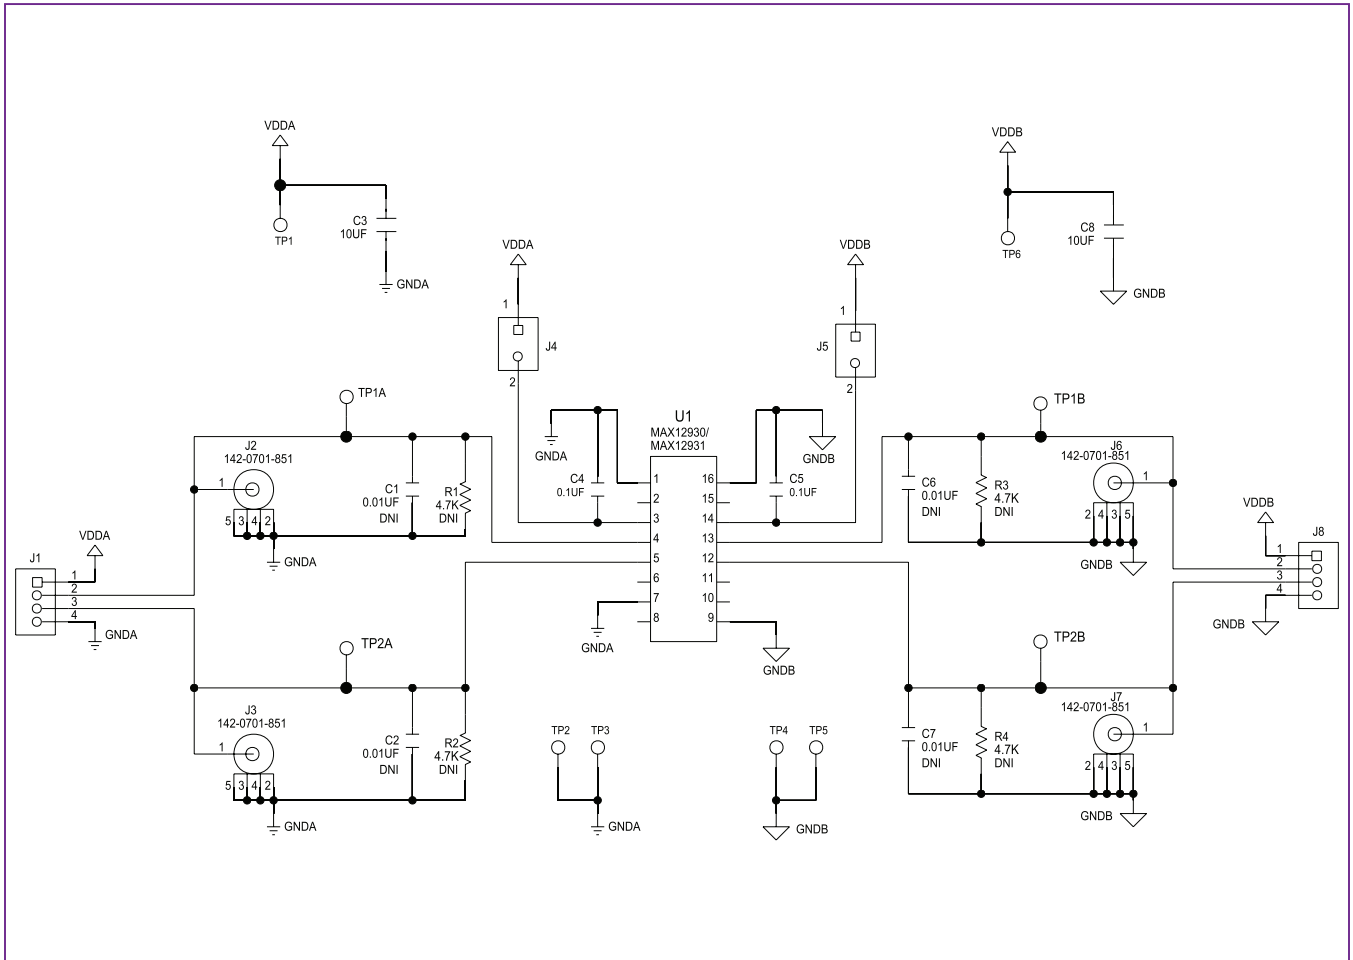 VDDA
TP1
C3
10UF
GNDA
VDDB
TP6
C8
10UF
GNDB
VDDA
1
J4
2
VDDB
1
J5
2
TP1A
J2
142-0701-851
1
5 3 4 2
GNDA
C1
0.01UF
DNI
R1
4.7K
DNI
GNDA
C4
0.1UF
U1
MAX12930/
MAX12931
1
2
3
4
5
6
7
8
16
15
14
13
12
11
10
9
GNDB
C5
0.1UF
GNDA
GNDB
TP1B
C6
0.01UF
DNI
R3
4.7K
DNI
J6
142-0701-851
1
2 4 3 5
GNDB
J1
VDDA
1
2
3
4
GNDA
VDDB
J8
1
2
3
4
GNDB
TP2A
J3
142-0701-851
1
5 3 4 2
GNDA
C2
0.01UF
DNI
R2
4.7K
DNI
TP2
TP3
GNDA
TP4
TP5
GNDB
TP2B
C7
0.01UF
DNI
R4
4.7K
DNI
J7
142-0701-851
1
2 4 3 5
GNDB